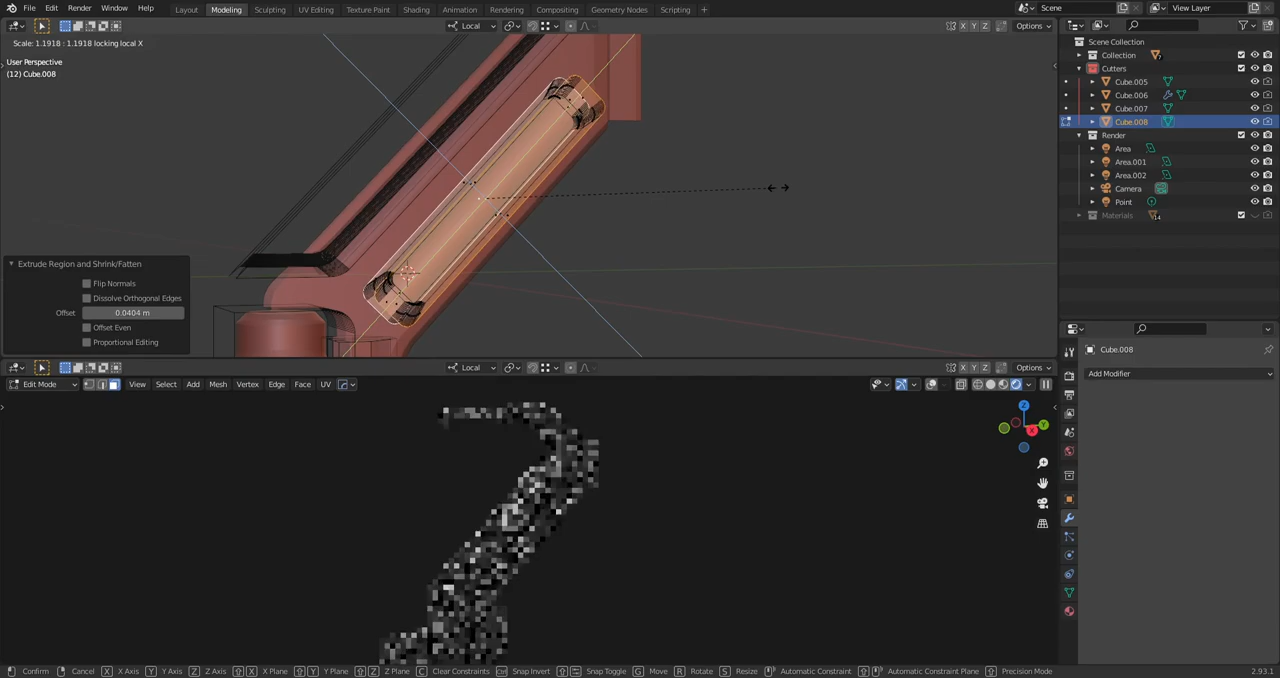 File Edit Render Window Help Layout Modeling Sculpting UV Editing Texture Paint Shading Animation Rendering Compositing Geometry Nodes Scripting + Scene View Layer
Local X Y Z Options
Scale: 1.1918 : 1.1918 locking local X
User Perspective
(12) Cube.008
Scene Collection
Collection
Cutters
Cube.005
Cube.006
Cube.007
Cube.008
Render
Area
Area.001
Area.002
Camera
Point
Materials 14
Extrude Region and Shrink/Fatten
Flip Normals
Dissolve Orthogonal Edges
Offset 0.0404 m
Offset Even
Proportional Editing
Cube.008
Add Modifier
Local X Y Z Options
Edit Mode View Select Add Mesh Vertex Edge Face UV
Z Y X
Confirm Cancel X X Axis Y Y Axis Z Z Axis X X Plane Y Y Plane Z Z Plane C Clear Constraints Ctrl Snap Invert Snap Toggle G Move R Rotate S Resize Automatic Constraint Automatic Constraint Plane Precision Mode 2.93.1